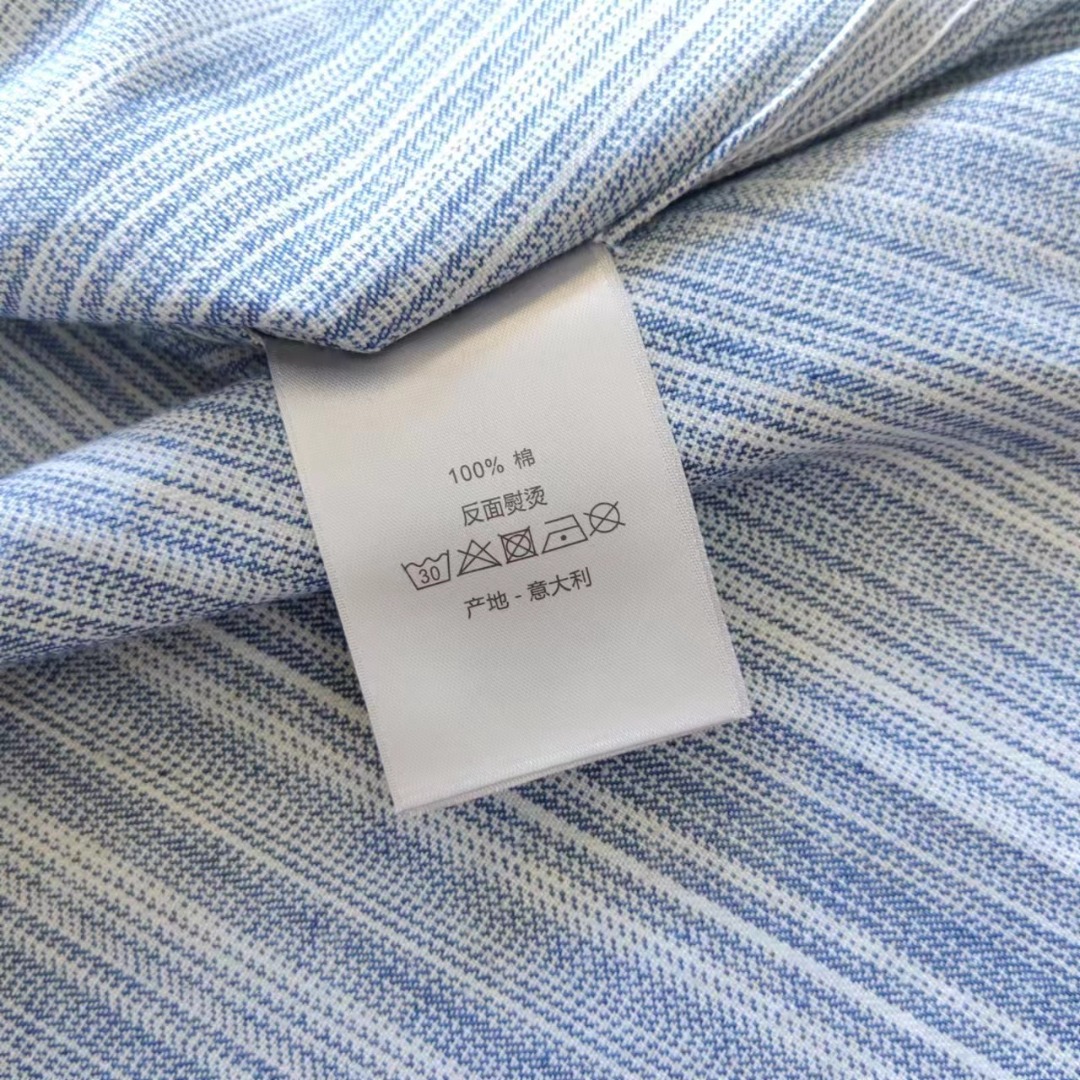 100% 棉
反面熨烫
30
产地 - 意大利